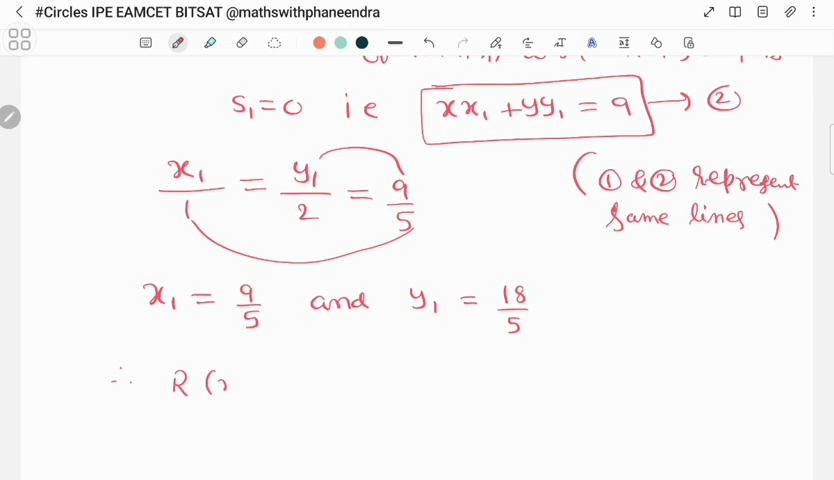 #Circles IPE EAMCET BITSAT @mathswithphaneendra
S₁=0 ie xx₁ + yy₁ = 9 → ②
x₁/1 = y₁/2 = 9/5
( ① & ② represent
same lines )
x₁ = 9/5 and y₁ = 18/5
∴ R (